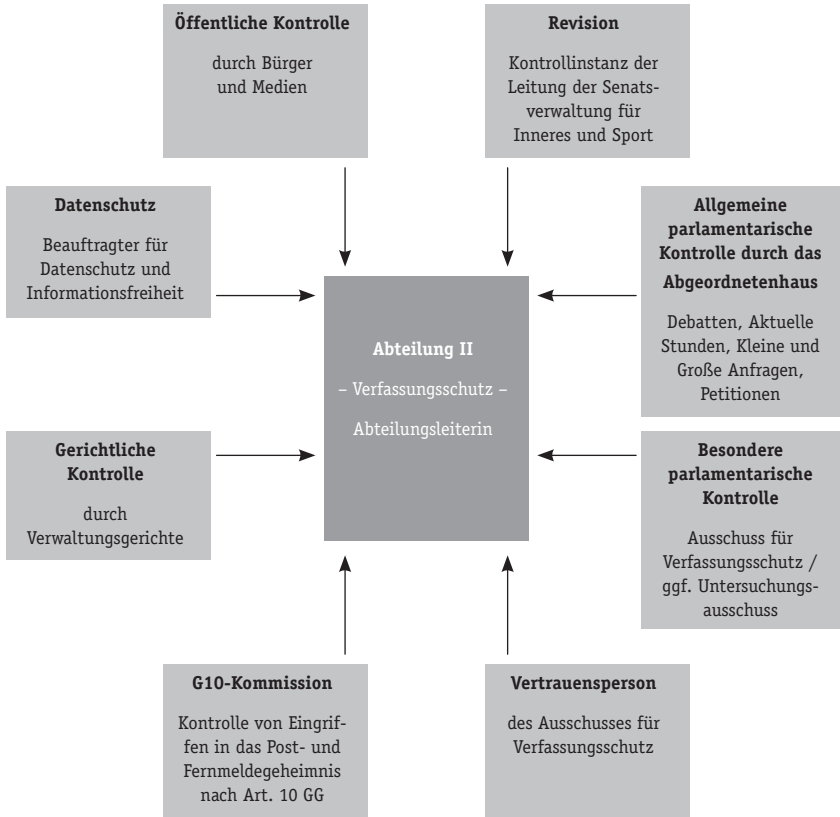 Öffentliche Kontrolle
durch Bürger
und Medien
Revision
Kontrollinstanz der
Leitung der Senats-
verwaltung für
Inneres und Sport
Datenschutz
Beauftragter für
Datenschutz und
Informationsfreiheit
Allgemeine
parlamentarische
Kontrolle durch das
Abgeordnetenhaus
Debatten, Aktuelle
Stunden, Kleine und
Große Anfragen,
Petitionen
Abteilung II
– Verfassungsschutz –
Abteilungsleiterin
Gerichtliche
Kontrolle
durch
Verwaltungsgerichte
Besondere
parlamentarische
Kontrolle
Ausschuss für
Verfassungsschutz /
ggf. Untersuchungs-
ausschuss
G10-Kommission
Kontrolle von Eingrif-
fen in das Post- und
Fernmeldegeheimnis
nach Art. 10 GG
Vertrauensperson
des Ausschusses für
Verfassungsschutz